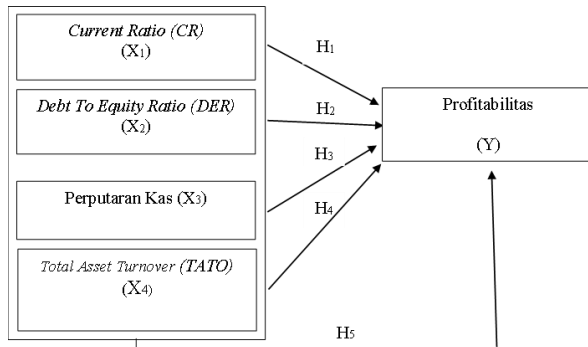 Current Ratio (CR)
(X1)
Debt To Equity Ratio (DER)
(X2)
Perputaran Kas (X3)
Total Asset Turnover (TATO)
(X4)
H1
H2
H3
H4
H5
Profitabilitas
(Y)